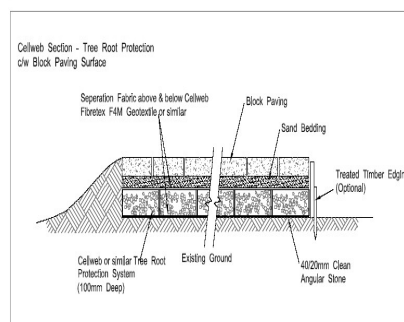 Cellweb Section - Tree Root Protection
c/w Block Paving Surface
Seperation Fabric above & below Cellweb
Fibretex F4M Geotextile or similar
Block Paving
Sand Bedding
Treated Timber Edgin
(Optional)
Cellweb or similar Tree Root
Protection System
(100mm Deep)
Existing Ground
40/20mm Clean
Angular Stone